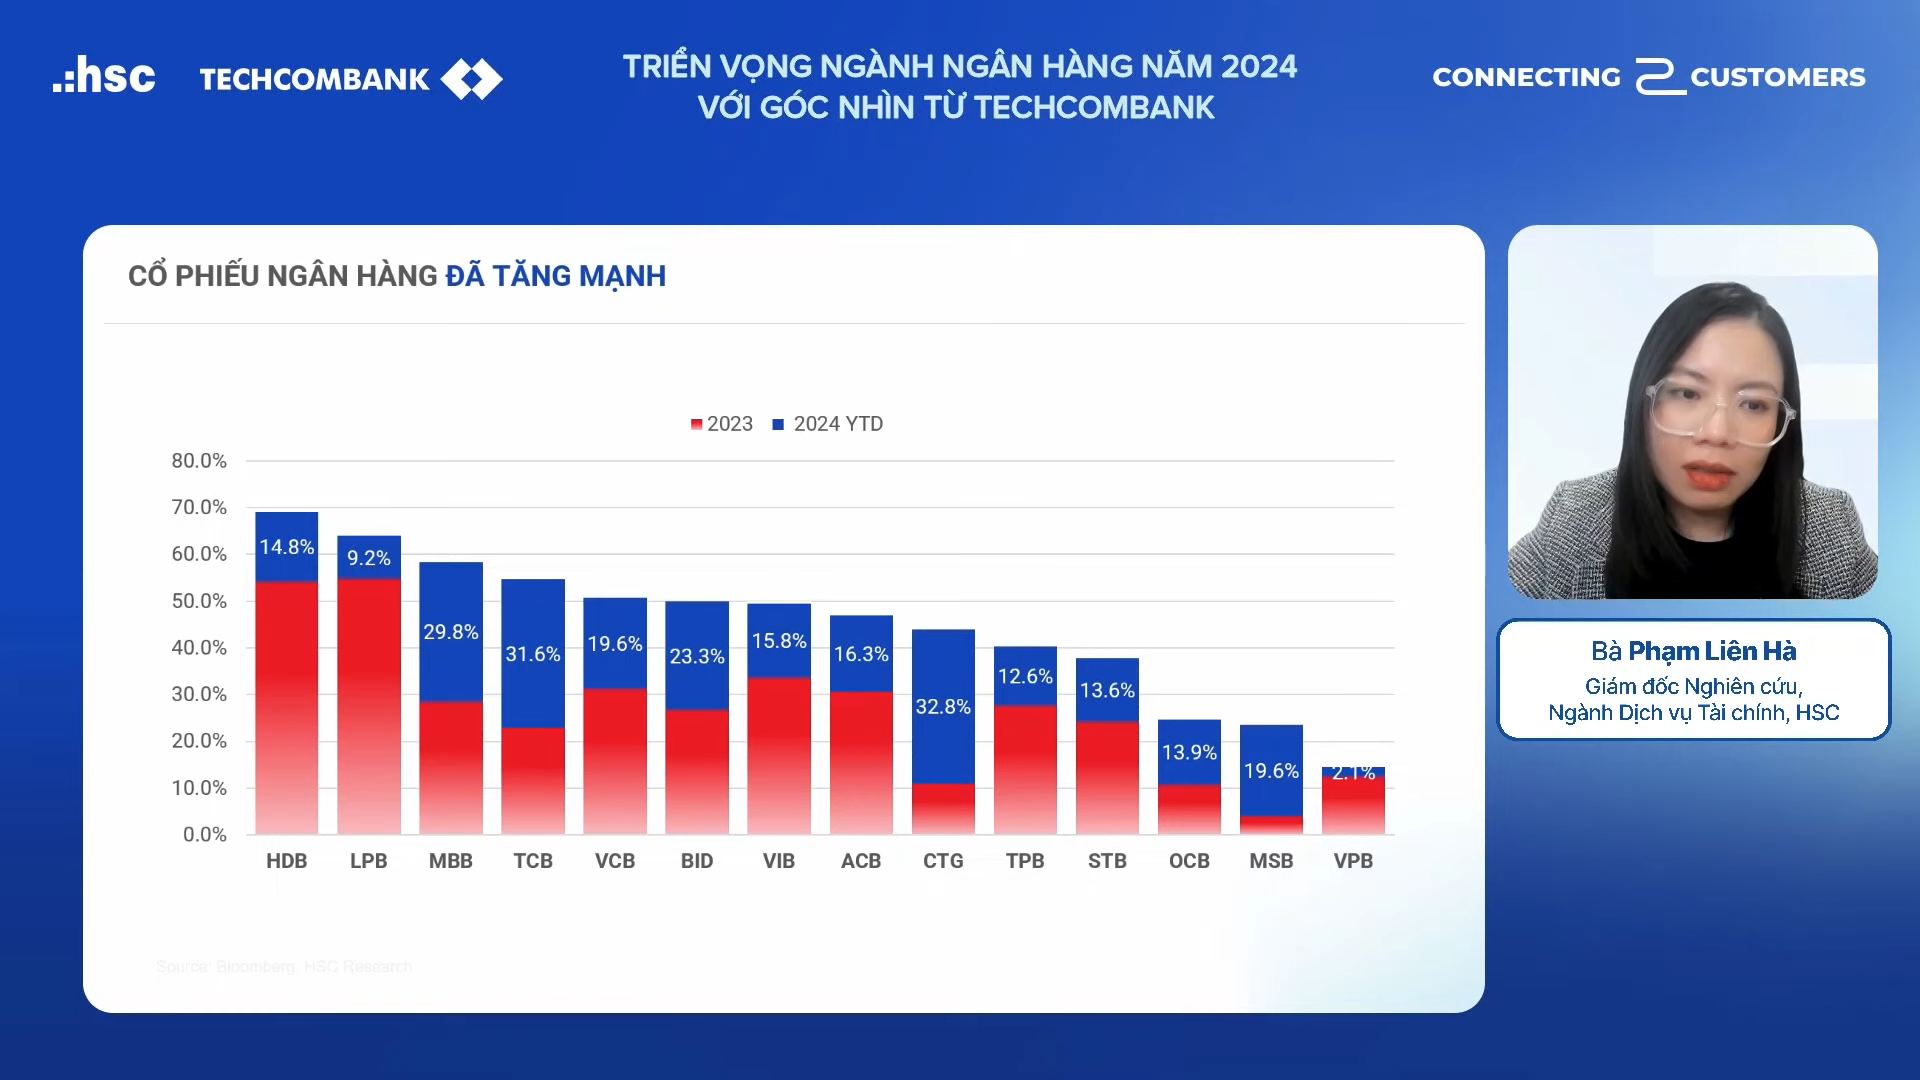 .:hsc
TECHCOMBANK
TRIỂN VỌNG NGÀNH NGÂN HÀNG NĂM 2024
VỚI GÓC NHÌN TỪ TECHCOMBANK
CONNECTING 2 CUSTOMERS
CỔ PHIẾU NGÂN HÀNG ĐÃ TĂNG MẠNH
2023 2024 YTD
80.0%
70.0%
60.0%
50.0%
40.0%
30.0%
20.0%
10.0%
0.0%
14.8% 9.2% 29.8% 31.6% 19.6% 23.3% 15.8% 16.3% 32.8% 12.6% 13.6% 13.9% 19.6% 2.1%
HDB LPB MBB TCB VCB BID VIB ACB CTG TPB STB OCB MSB VPB
Source: Bloomberg, HSC Research
Bà Phạm Liên Hà
Giám đốc Nghiên cứu,
Ngành Dịch vụ Tài chính, HSC